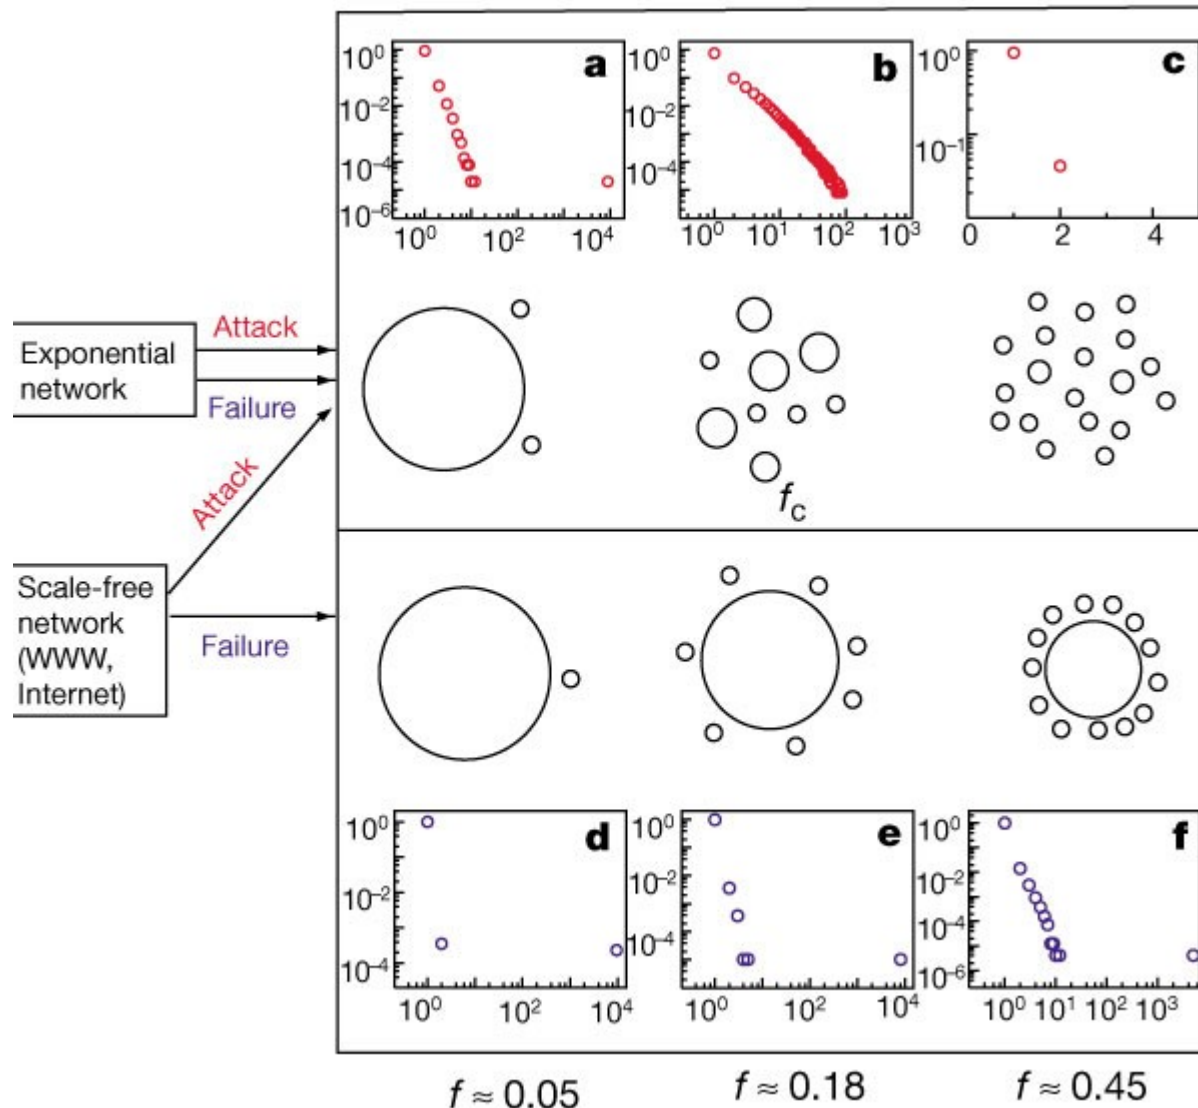 a
b
c
10⁰
10⁻²
10⁻⁴
10⁻⁶
10⁰
10²
10⁴
10⁰
10⁻²
10⁻⁴
10⁰
10¹
10²
10³
10⁰
10⁻¹
0
2
4
Exponential
network
Attack
Failure
Attack
f_c
Scale-free
network
(WWW,
Internet)
Failure
d
e
f
10⁰
10⁻²
10⁻⁴
10⁰
10²
10⁴
10⁰
10⁻²
10⁻⁴
10⁰
10²
10⁴
10⁰
10⁻²
10⁻⁴
10⁻⁶
10⁰
10¹
10²
10³
f ≈ 0.05
f ≈ 0.18
f ≈ 0.45